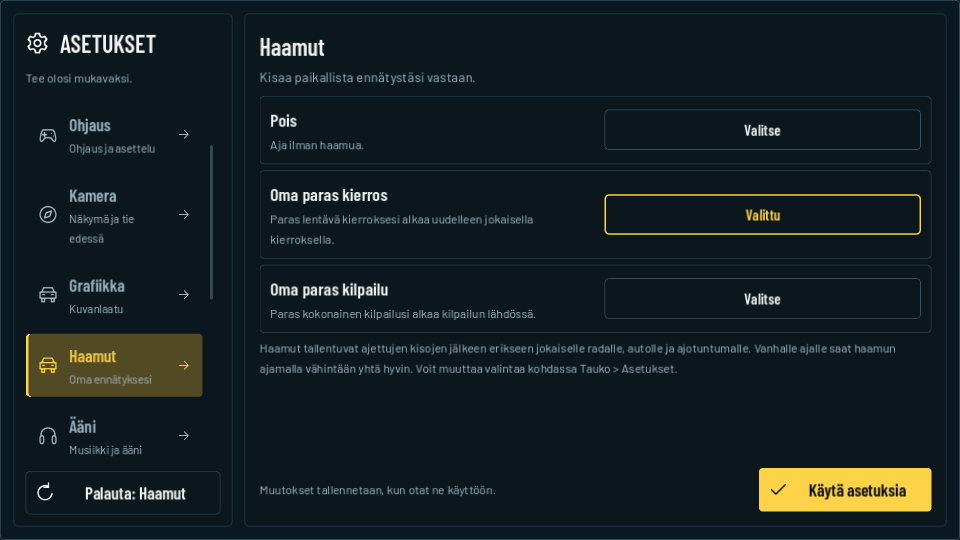 ASETUKSET
Tee olosi mukavaksi.
Ohjaus
Ohjaus ja asettelu
Kamera
Näkymä ja tie
edessä
Grafiikka
Kuvanlaatu
Haamut
Oma ennätyksesi
Ääni
Musiikki ja ääni
Palauta: Haamut
Haamut
Kisaa paikallista ennätystäsi vastaan.
Pois
Aja ilman haamua.
Valitse
Oma paras kierros
Paras lentävä kierroksesi alkaa uudelleen jokaisella
kierroksella.
Valittu
Oma paras kilpailu
Paras kokonainen kilpailusi alkaa kilpailun lähdössä.
Valitse
Haamut tallentuvat ajettujen kisojen jälkeen erikseen jokaiselle radalle, autolle ja ajotuntumalle. Vanhalle ajalle saat haamun
ajamalla vähintään yhtä hyvin. Voit muuttaa valintaa kohdassa Tauko > Asetukset.
Muutokset tallennetaan, kun otat ne käyttöön.
Käytä asetuksia